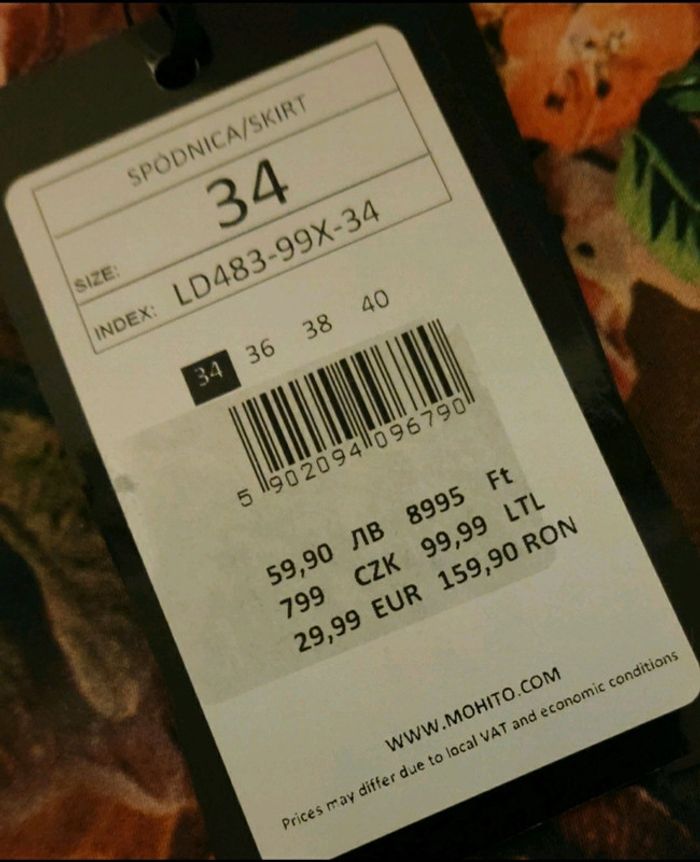 SPÓDNICA/SKIRT
SIZE: 34
INDEX: LD483-99X-34
34 36 38 40
5 902094 096790
59,90 ЛВ 8995 Ft
799 CZK 99,99 LTL
29,99 EUR 159,90 RON
WWW.MOHITO.COM
Prices may differ due to local VAT and economic conditions